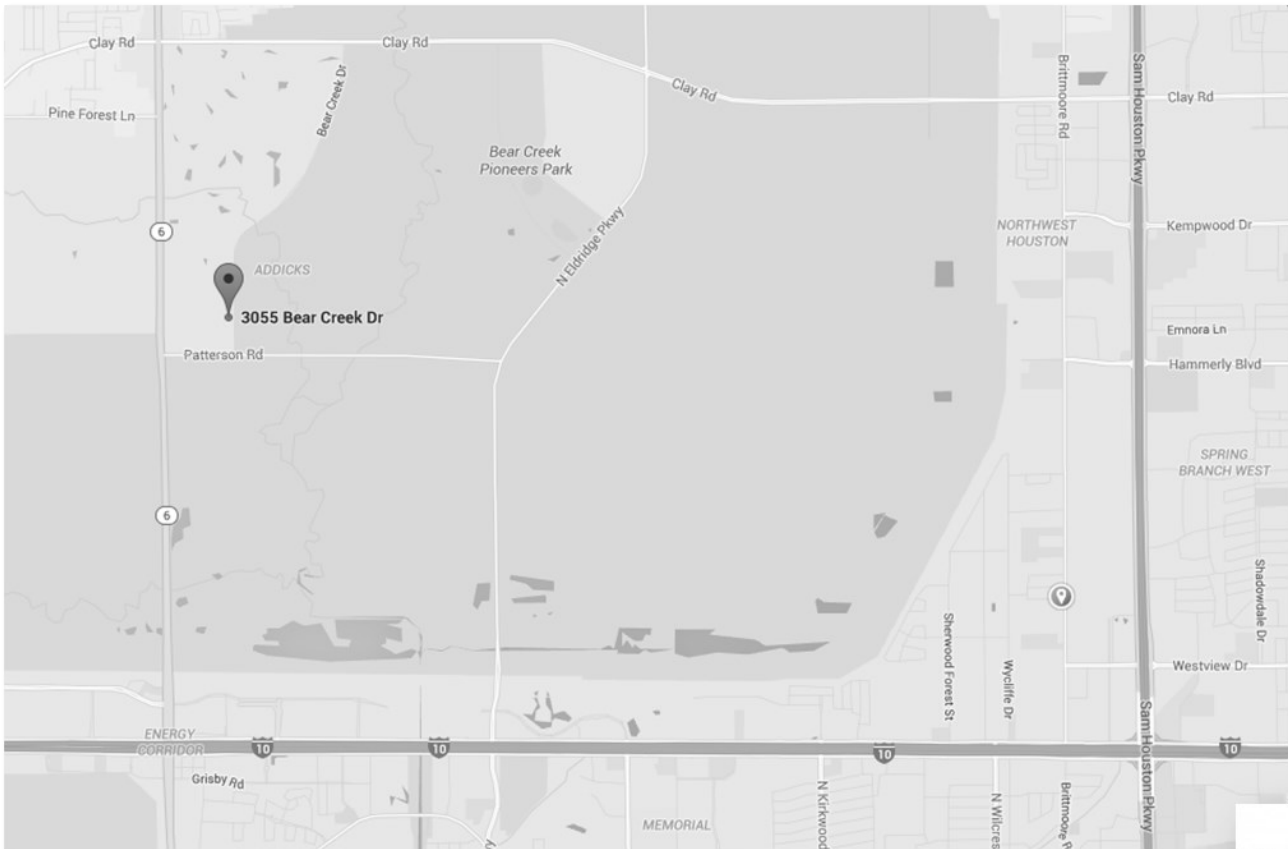 Clay Rd
Clay Rd
Clay Rd
Clay Rd
Pine Forest Ln
Bear Creek Dr
Brittmoore Rd
Sam Houston Pkwy
Bear Creek
Pioneers Park
6
N Eldridge Pkwy
NORTHWEST
HOUSTON
Kempwood Dr
ADDICKS
3055 Bear Creek Dr
Patterson Rd
Emnora Ln
Hammerly Blvd
SPRING
BRANCH WEST
6
Shadowdale Dr
Sherwood Forest St
Wycliffe Dr
Westview Dr
ENERGY
CORRIDOR
10
10
10
10
Sam Houston Pkwy
Grisby Rd
N Kirkwood
N Wilcres
Brittmoore R
MEMORIAL